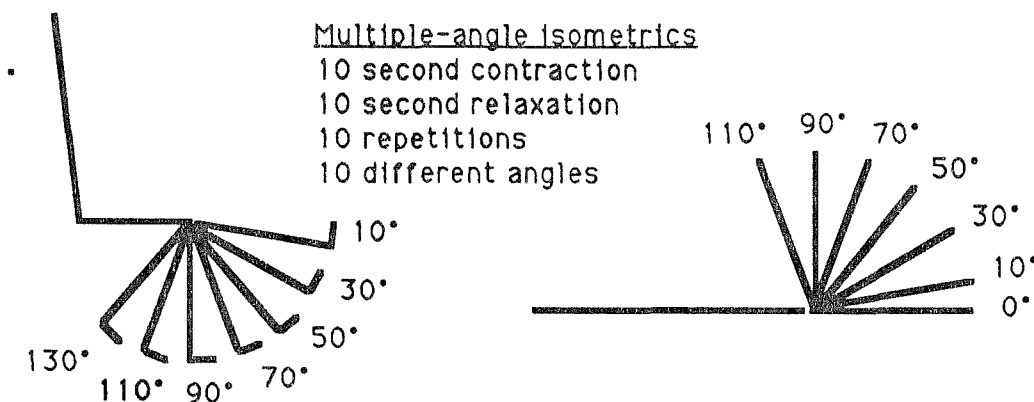 Multiple-angle isometrics
10 second contraction
10 second relaxation
10 repetitions
10 different angles
10°
30°
50°
70°
90°
110°
130°
110°
90°
70°
50°
30°
10°
0°